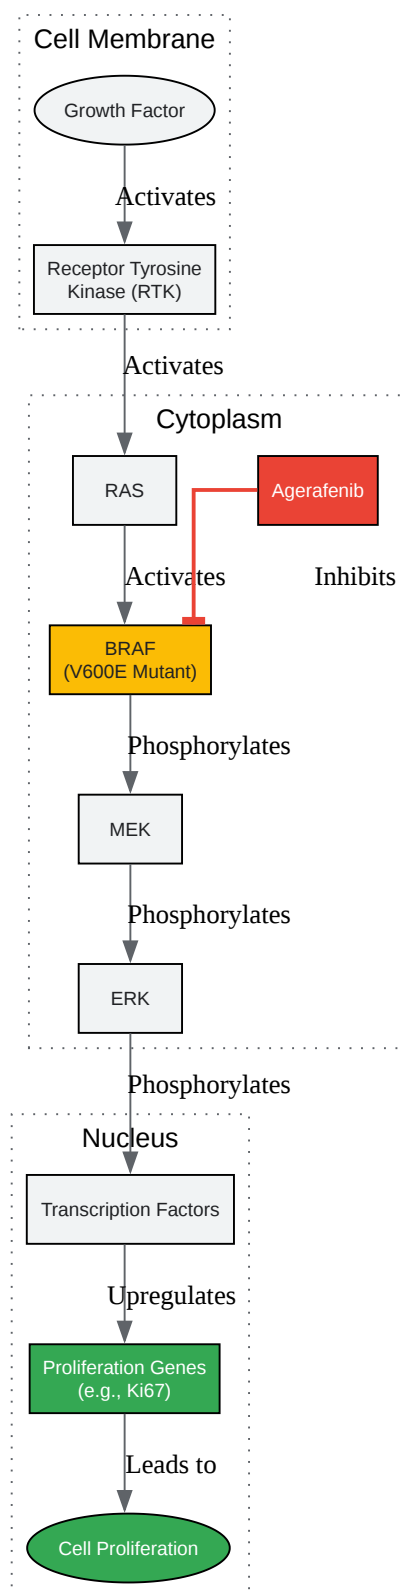 Cell Membrane
Growth Factor
Activates
Receptor Tyrosine
Kinase (RTK)
Activates
Cytoplasm
RAS
Agerafenib
Activates
Inhibits
BRAF
(V600E Mutant)
Phosphorylates
MEK
Phosphorylates
ERK
Phosphorylates
Nucleus
Transcription Factors
Upregulates
Proliferation Genes
(e.g., Ki67)
Leads to
Cell Proliferation